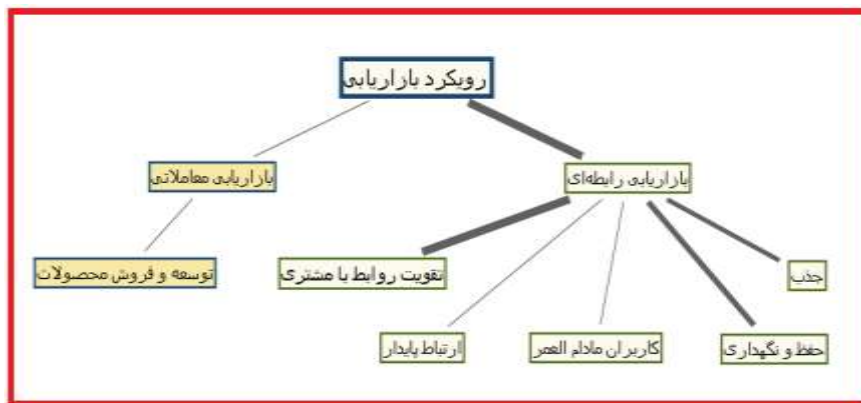 رویکرد بازاریابی
بازاریابی معاملاتی
بازاریابی رابطه‌ای
توسعه و فروش محصولات
تقویت روابط با مشتری
جذب
ارتباط پایدار
کاربران مادام العمر
حفظ و نگهداری